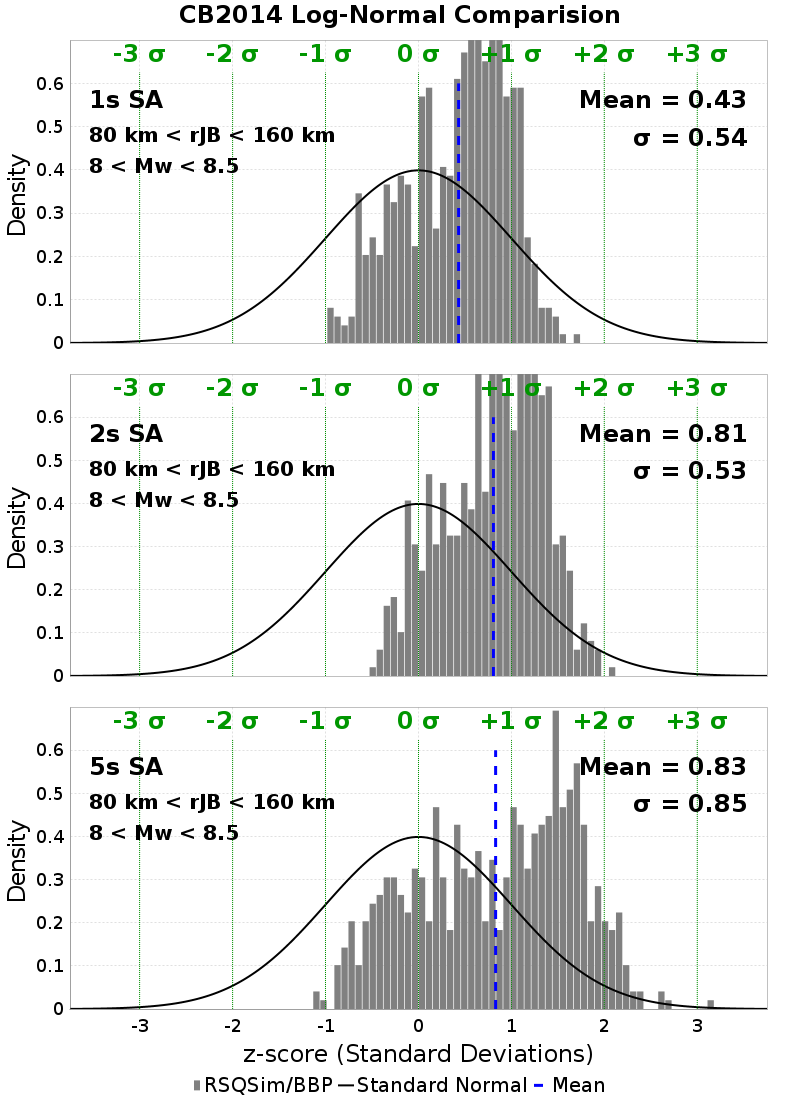 CB2014 Log-Normal Comparision
-3 σ -2 σ -1 σ 0 σ +1 σ +2 σ +3 σ
1s SA
80 km < rJB < 160 km
8 < Mw < 8.5
Mean = 0.43
σ = 0.54
Density
0.6
0.5
0.4
0.3
0.2
0.1
0
-3 σ -2 σ -1 σ 0 σ +1 σ +2 σ +3 σ
2s SA
80 km < rJB < 160 km
8 < Mw < 8.5
Mean = 0.81
σ = 0.53
Density
0.6
0.5
0.4
0.3
0.2
0.1
0
-3 σ -2 σ -1 σ 0 σ +1 σ +2 σ +3 σ
5s SA
80 km < rJB < 160 km
8 < Mw < 8.5
Mean = 0.83
σ = 0.85
Density
0.6
0.5
0.4
0.3
0.2
0.1
0
-3 -2 -1 0 1 2 3
z-score (Standard Deviations)
RSQSim/BBP Standard Normal Mean